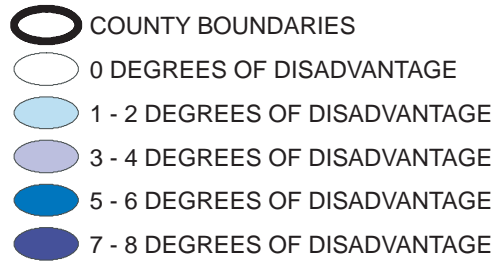 COUNTY BOUNDARIES
0 DEGREES OF DISADVANTAGE
1 - 2 DEGREES OF DISADVANTAGE
3 - 4 DEGREES OF DISADVANTAGE
5 - 6 DEGREES OF DISADVANTAGE
7 - 8 DEGREES OF DISADVANTAGE